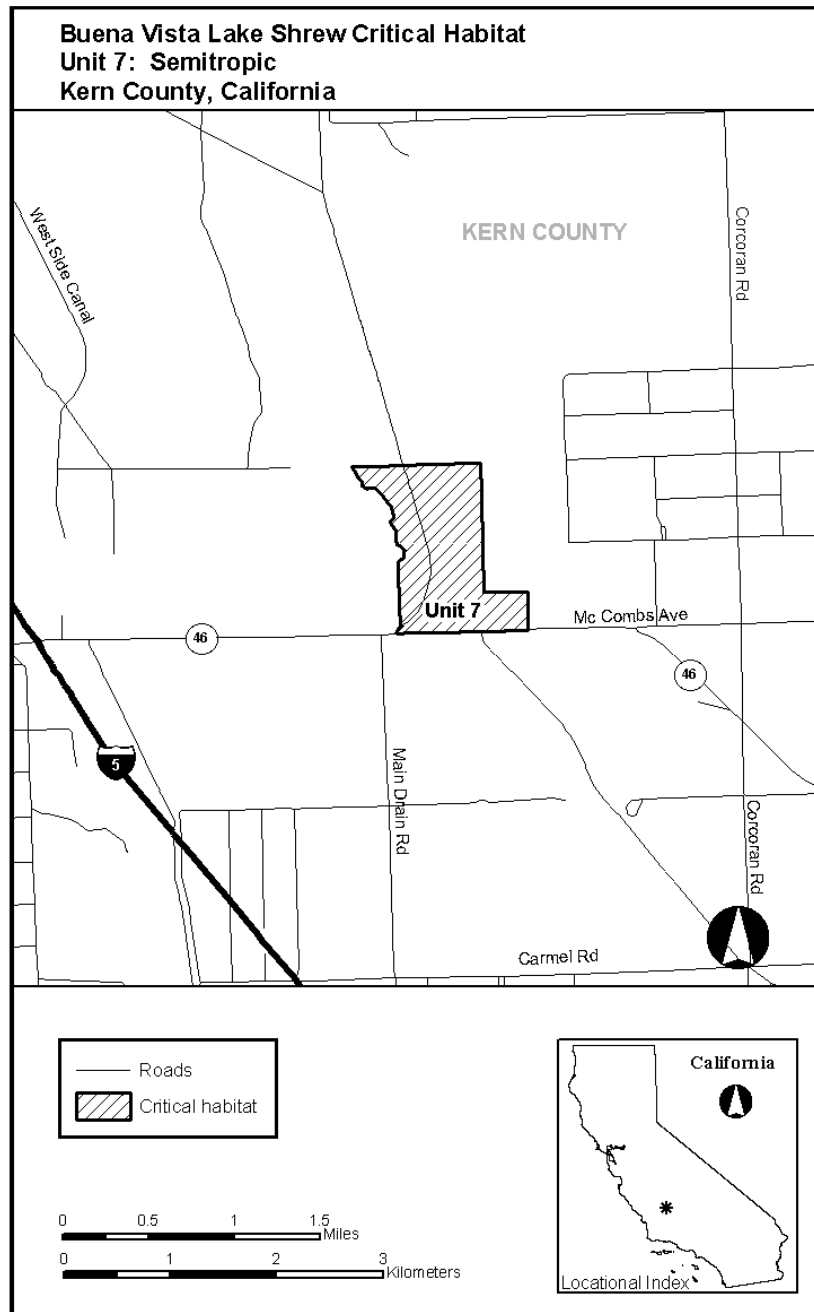 Buena Vista Lake Shrew Critical Habitat
Unit 7: Semitropic
Kern County, California
West Side Canal
KERN COUNTY
Corcoran Rd
Unit 7
Mc Combs Ave
46
46
5
Main Drain Rd
Corcoran Rd
Carmel Rd
Roads
Critical habitat
0 0.5 1 1.5
Miles
0 1 2 3
Kilometers
California
Locational Index